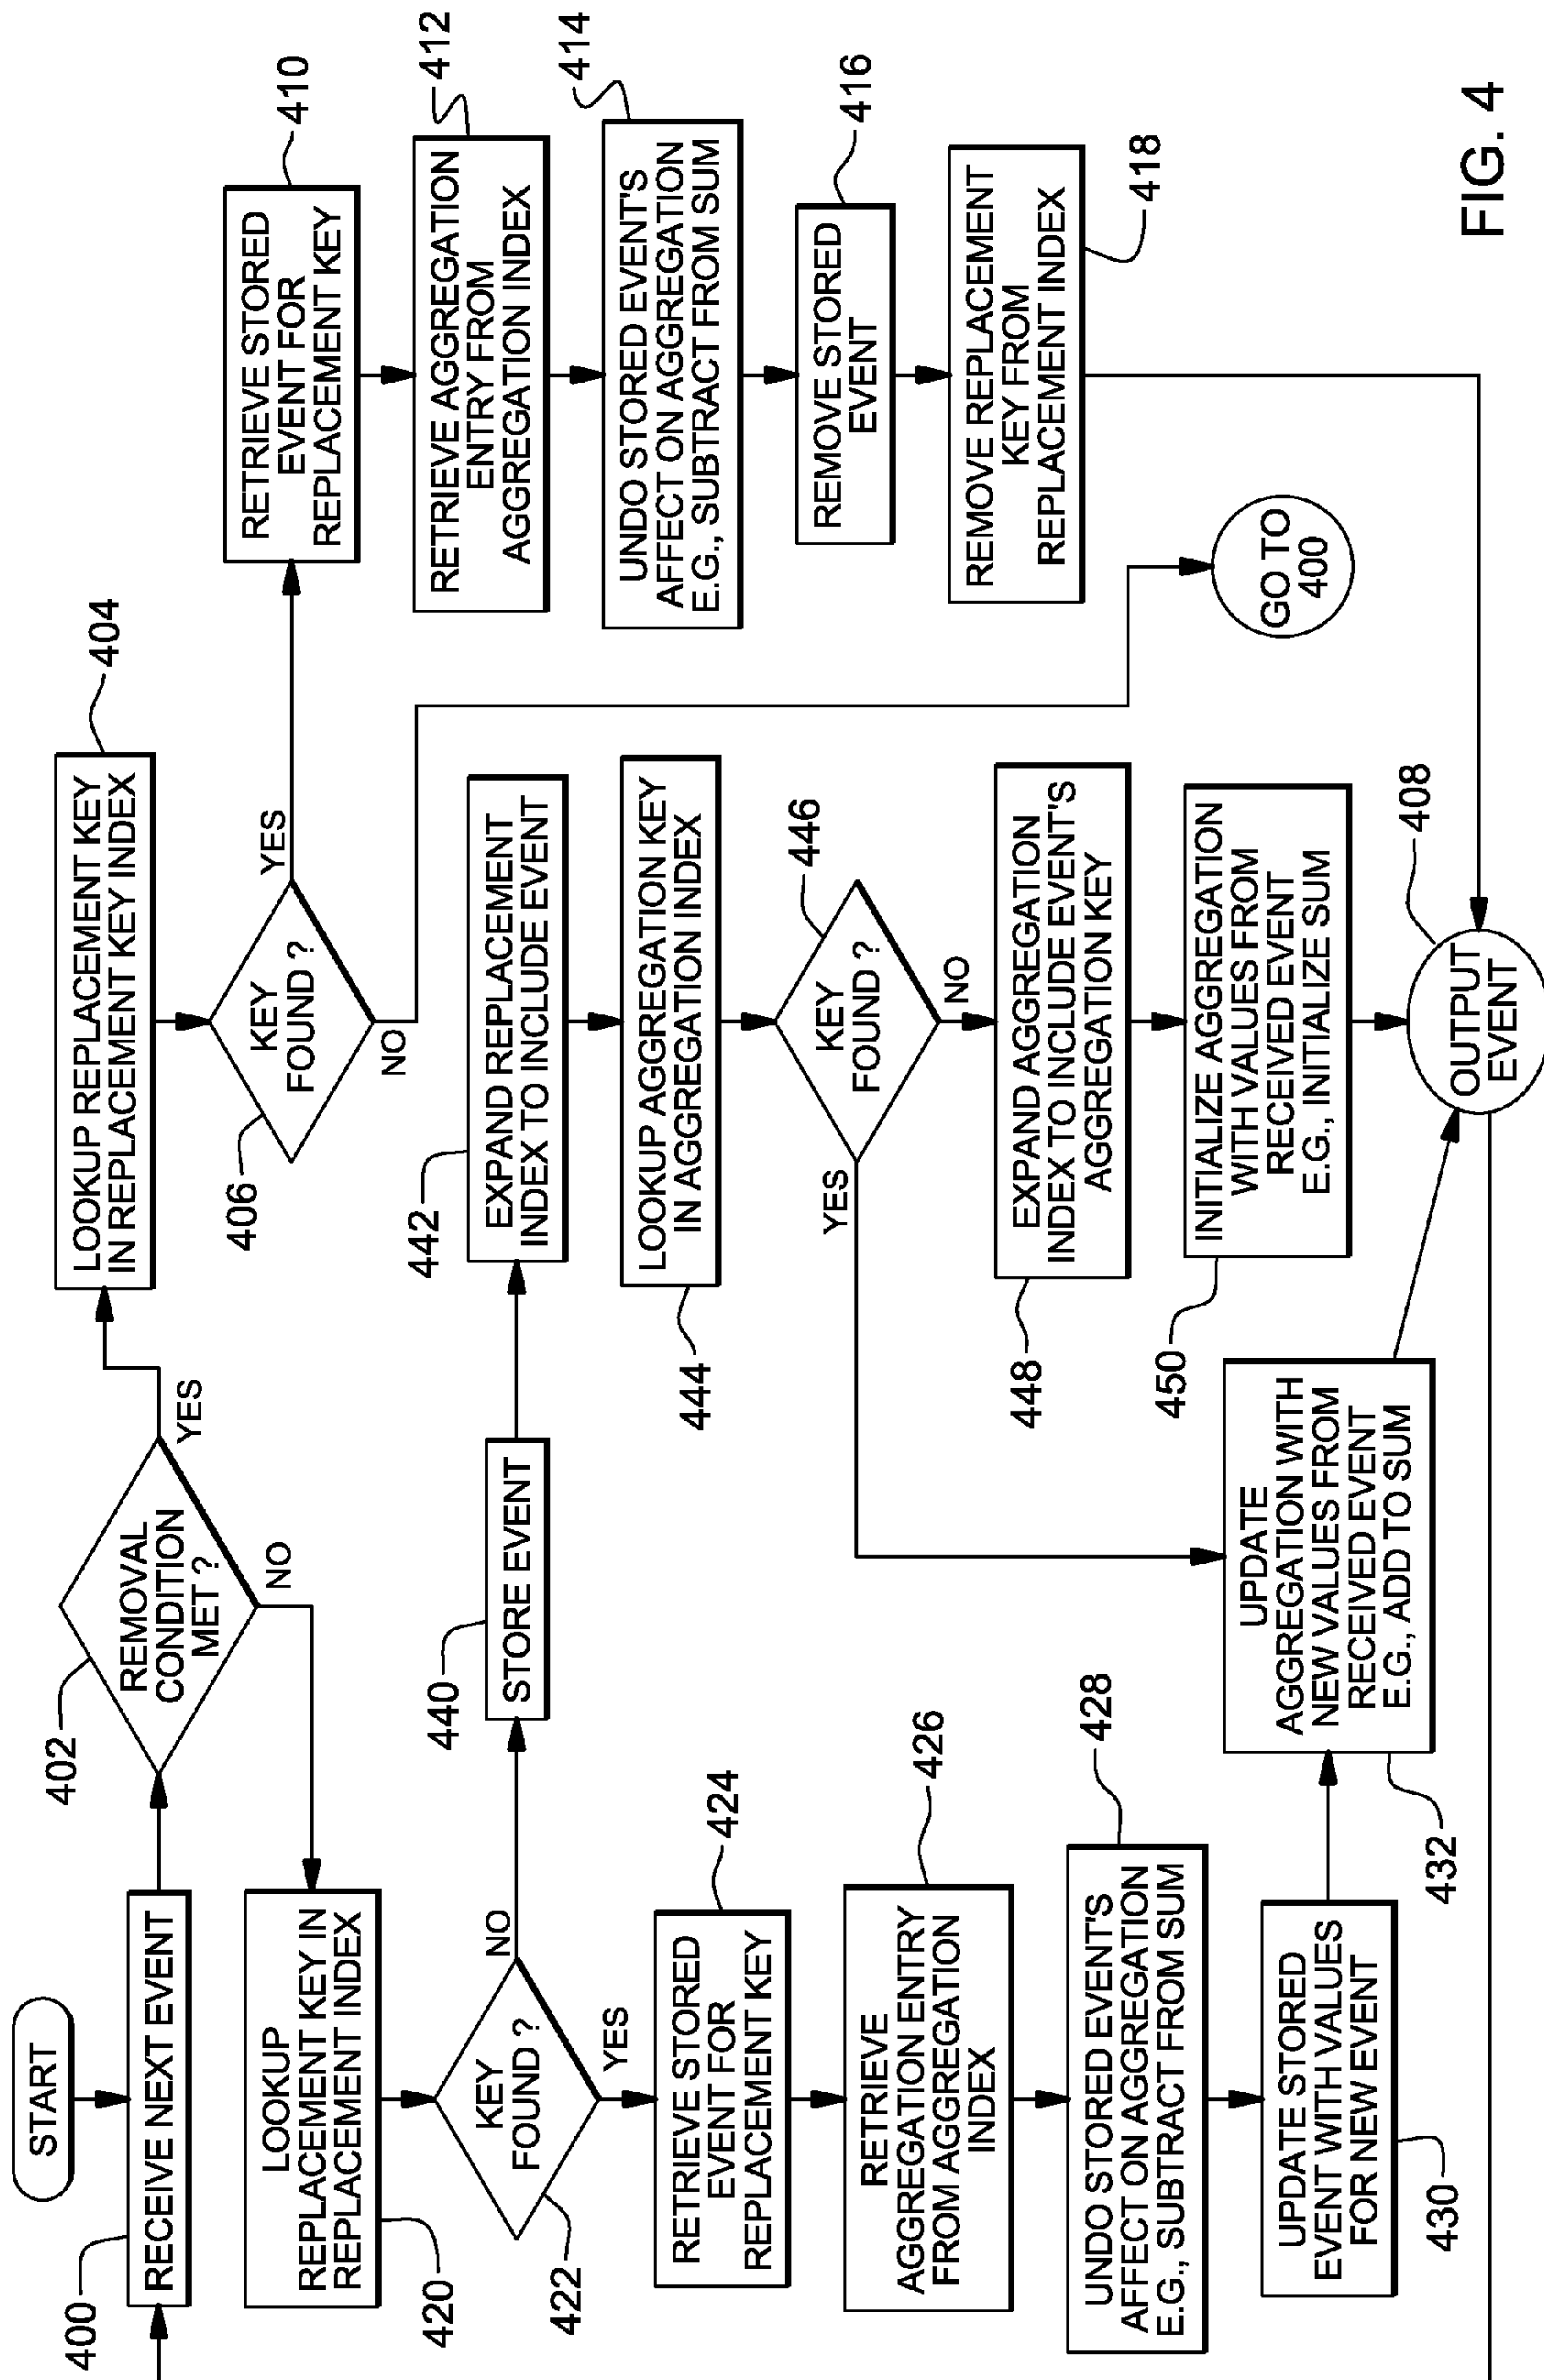 START
400
RECEIVE NEXT EVENT
402
REMOVAL
CONDITION
MET ?
YES
NO
404
LOOKUP REPLACEMENT KEY
IN REPLACEMENT KEY INDEX
406
KEY
FOUND ?
YES
NO
410
RETRIEVE STORED
EVENT FOR
REPLACEMENT KEY
412
RETRIEVE AGGREGATION
ENTRY FROM
AGGREGATION INDEX
414
UNDO STORED EVENT'S
AFFECT ON AGGREGATION
E.G., SUBTRACT FROM SUM
416
REMOVE STORED
EVENT
418
REMOVE REPLACEMENT
KEY FROM
REPLACEMENT INDEX
GO TO
400
420
LOOKUP
REPLACEMENT KEY IN
REPLACEMENT INDEX
422
KEY
FOUND ?
NO
YES
424
RETRIEVE STORED
EVENT FOR
REPLACEMENT KEY
426
RETRIEVE
AGGREGATION ENTRY
FROM AGGREGATION
INDEX
428
UNDO STORED EVENT'S
AFFECT ON AGGREGATION
E.G., SUBTRACT FROM SUM
430
UPDATE STORED
EVENT WITH VALUES
FOR NEW EVENT
432
UPDATE
AGGREGATION WITH
NEW VALUES FROM
RECEIVED EVENT
E.G., ADD TO SUM
440
STORE EVENT
442
EXPAND REPLACEMENT
INDEX TO INCLUDE EVENT
444
LOOKUP AGGREGATION KEY
IN AGGREGATION INDEX
446
KEY
FOUND ?
YES
NO
448
EXPAND AGGREGATION
INDEX TO INCLUDE EVENT'S
AGGREGATION KEY
450
INITIALIZE AGGREGATION
WITH VALUES FROM
RECEIVED EVENT
E.G., INITIALIZE SUM
408
OUTPUT
EVENT
FIG. 4